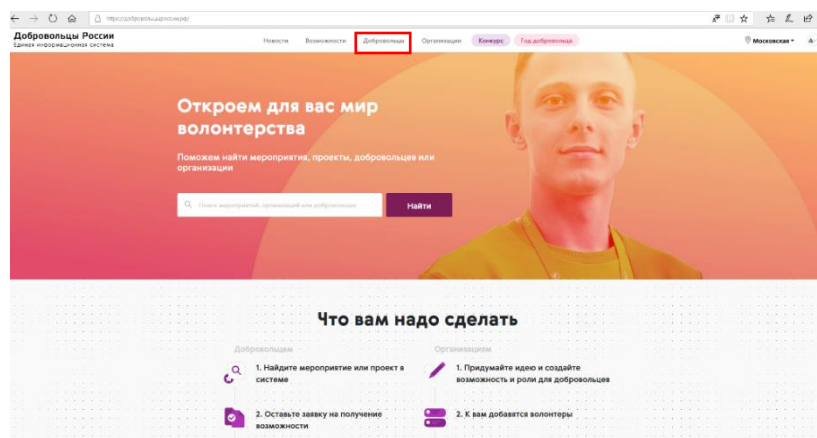 https://добровольцыроссии.рф/
Добровольцы России
Единая информационная система
Новости Возможности Добровольцы Организации Конкурс Год добровольца
Московская
Откроем для вас мир
волонтерства
Поможем найти мероприятия, проекты, добровольцев или
организации
Поиск мероприятий, организаций или добровольцев
Найти
Что вам надо сделать
Добровольцам
1. Найдите мероприятие или проект в
системе
2. Оставьте заявку на получение
возможности
Организациям
1. Придумайте идею и создайте
возможность и роли для добровольцев
2. К вам добавятся волонтеры